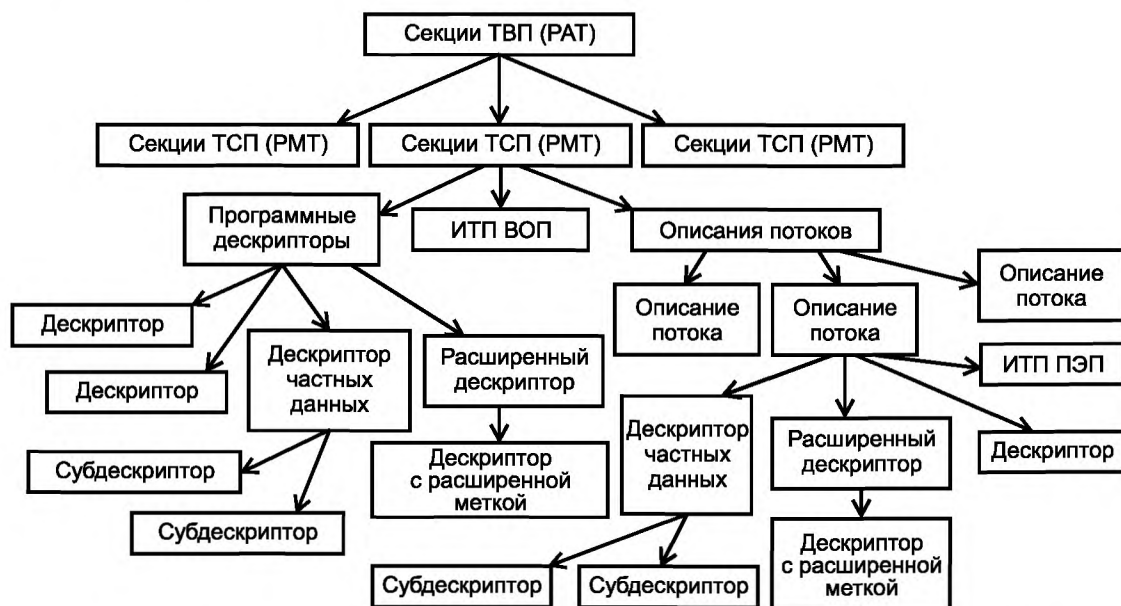 Секции ТВП (PAT)
Секции ТСП (PMT)
Секции ТСП (PMT)
Секции ТСП (PMT)
Программные
дескрипторы
ИТП ВОП
Описания потоков
Дескриптор
Дескриптор
Дескриптор
частных
данных
Расширенный
дескриптор
Описание
потока
Описание
потока
Описание
потока
ИТП ПЭП
Субдескриптор
Субдескриптор
Дескриптор
с расширенной
меткой
Дескриптор
частных
данных
Расширенный
дескриптор
Дескриптор
Субдескриптор
Субдескриптор
Дескриптор
с расширенной
меткой